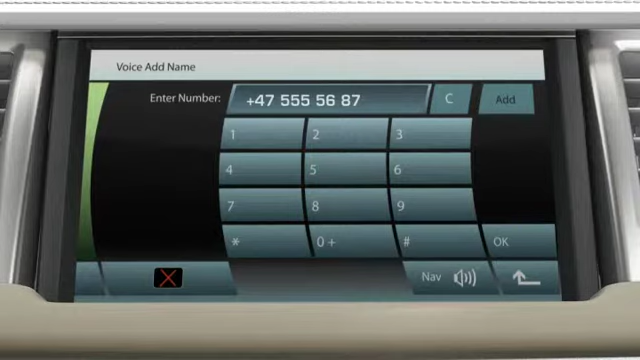 Voice Add Name
Enter Number: +47 555 56 87 C Add
1 2 3
4 5 6
7 8 9
* 0 + # OK
Nav